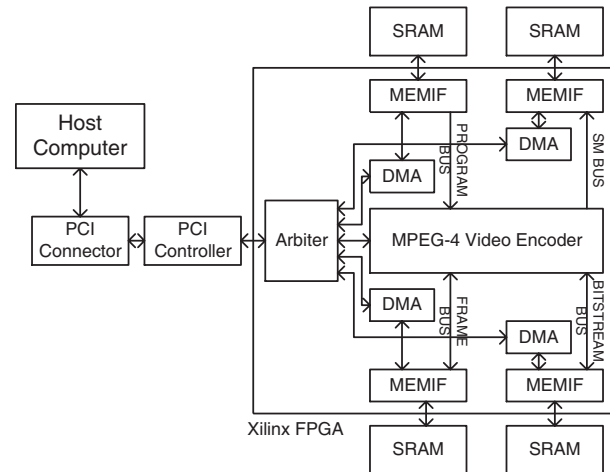 SRAM
SRAM
MEMIF
MEMIF
Host
Computer
PROGRAM
BUS
SM BUS
DMA
DMA
PCI
Connector
PCI
Controller
Arbiter
MPEG-4 Video Encoder
DMA
FRAME
BUS
BITSTREAM
BUS
DMA
MEMIF
MEMIF
Xilinx FPGA
SRAM
SRAM